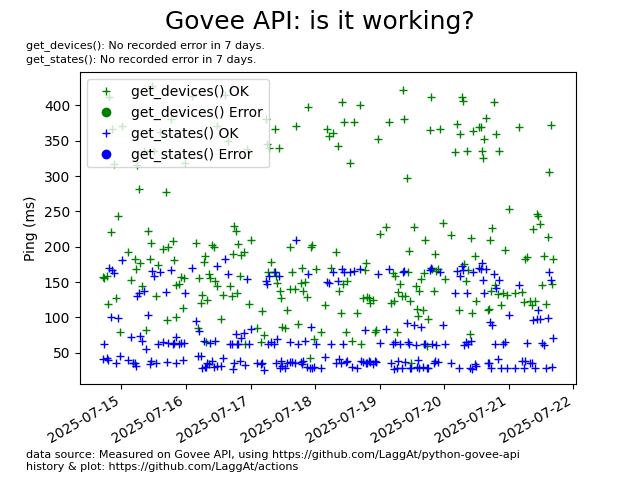 Govee API: is it working?
get_devices(): No recorded error in 7 days.
get_states(): No recorded error in 7 days.
get_devices() OK
get_devices() Error
get_states() OK
get_states() Error
Ping (ms)
400
350
300
250
200
150
100
50
2025-07-15
2025-07-16
2025-07-17
2025-07-18
2025-07-19
2025-07-20
2025-07-21
2025-07-22
data source: Measured on Govee API, using https://github.com/LaggAt/python-govee-api
history & plot: https://github.com/LaggAt/actions